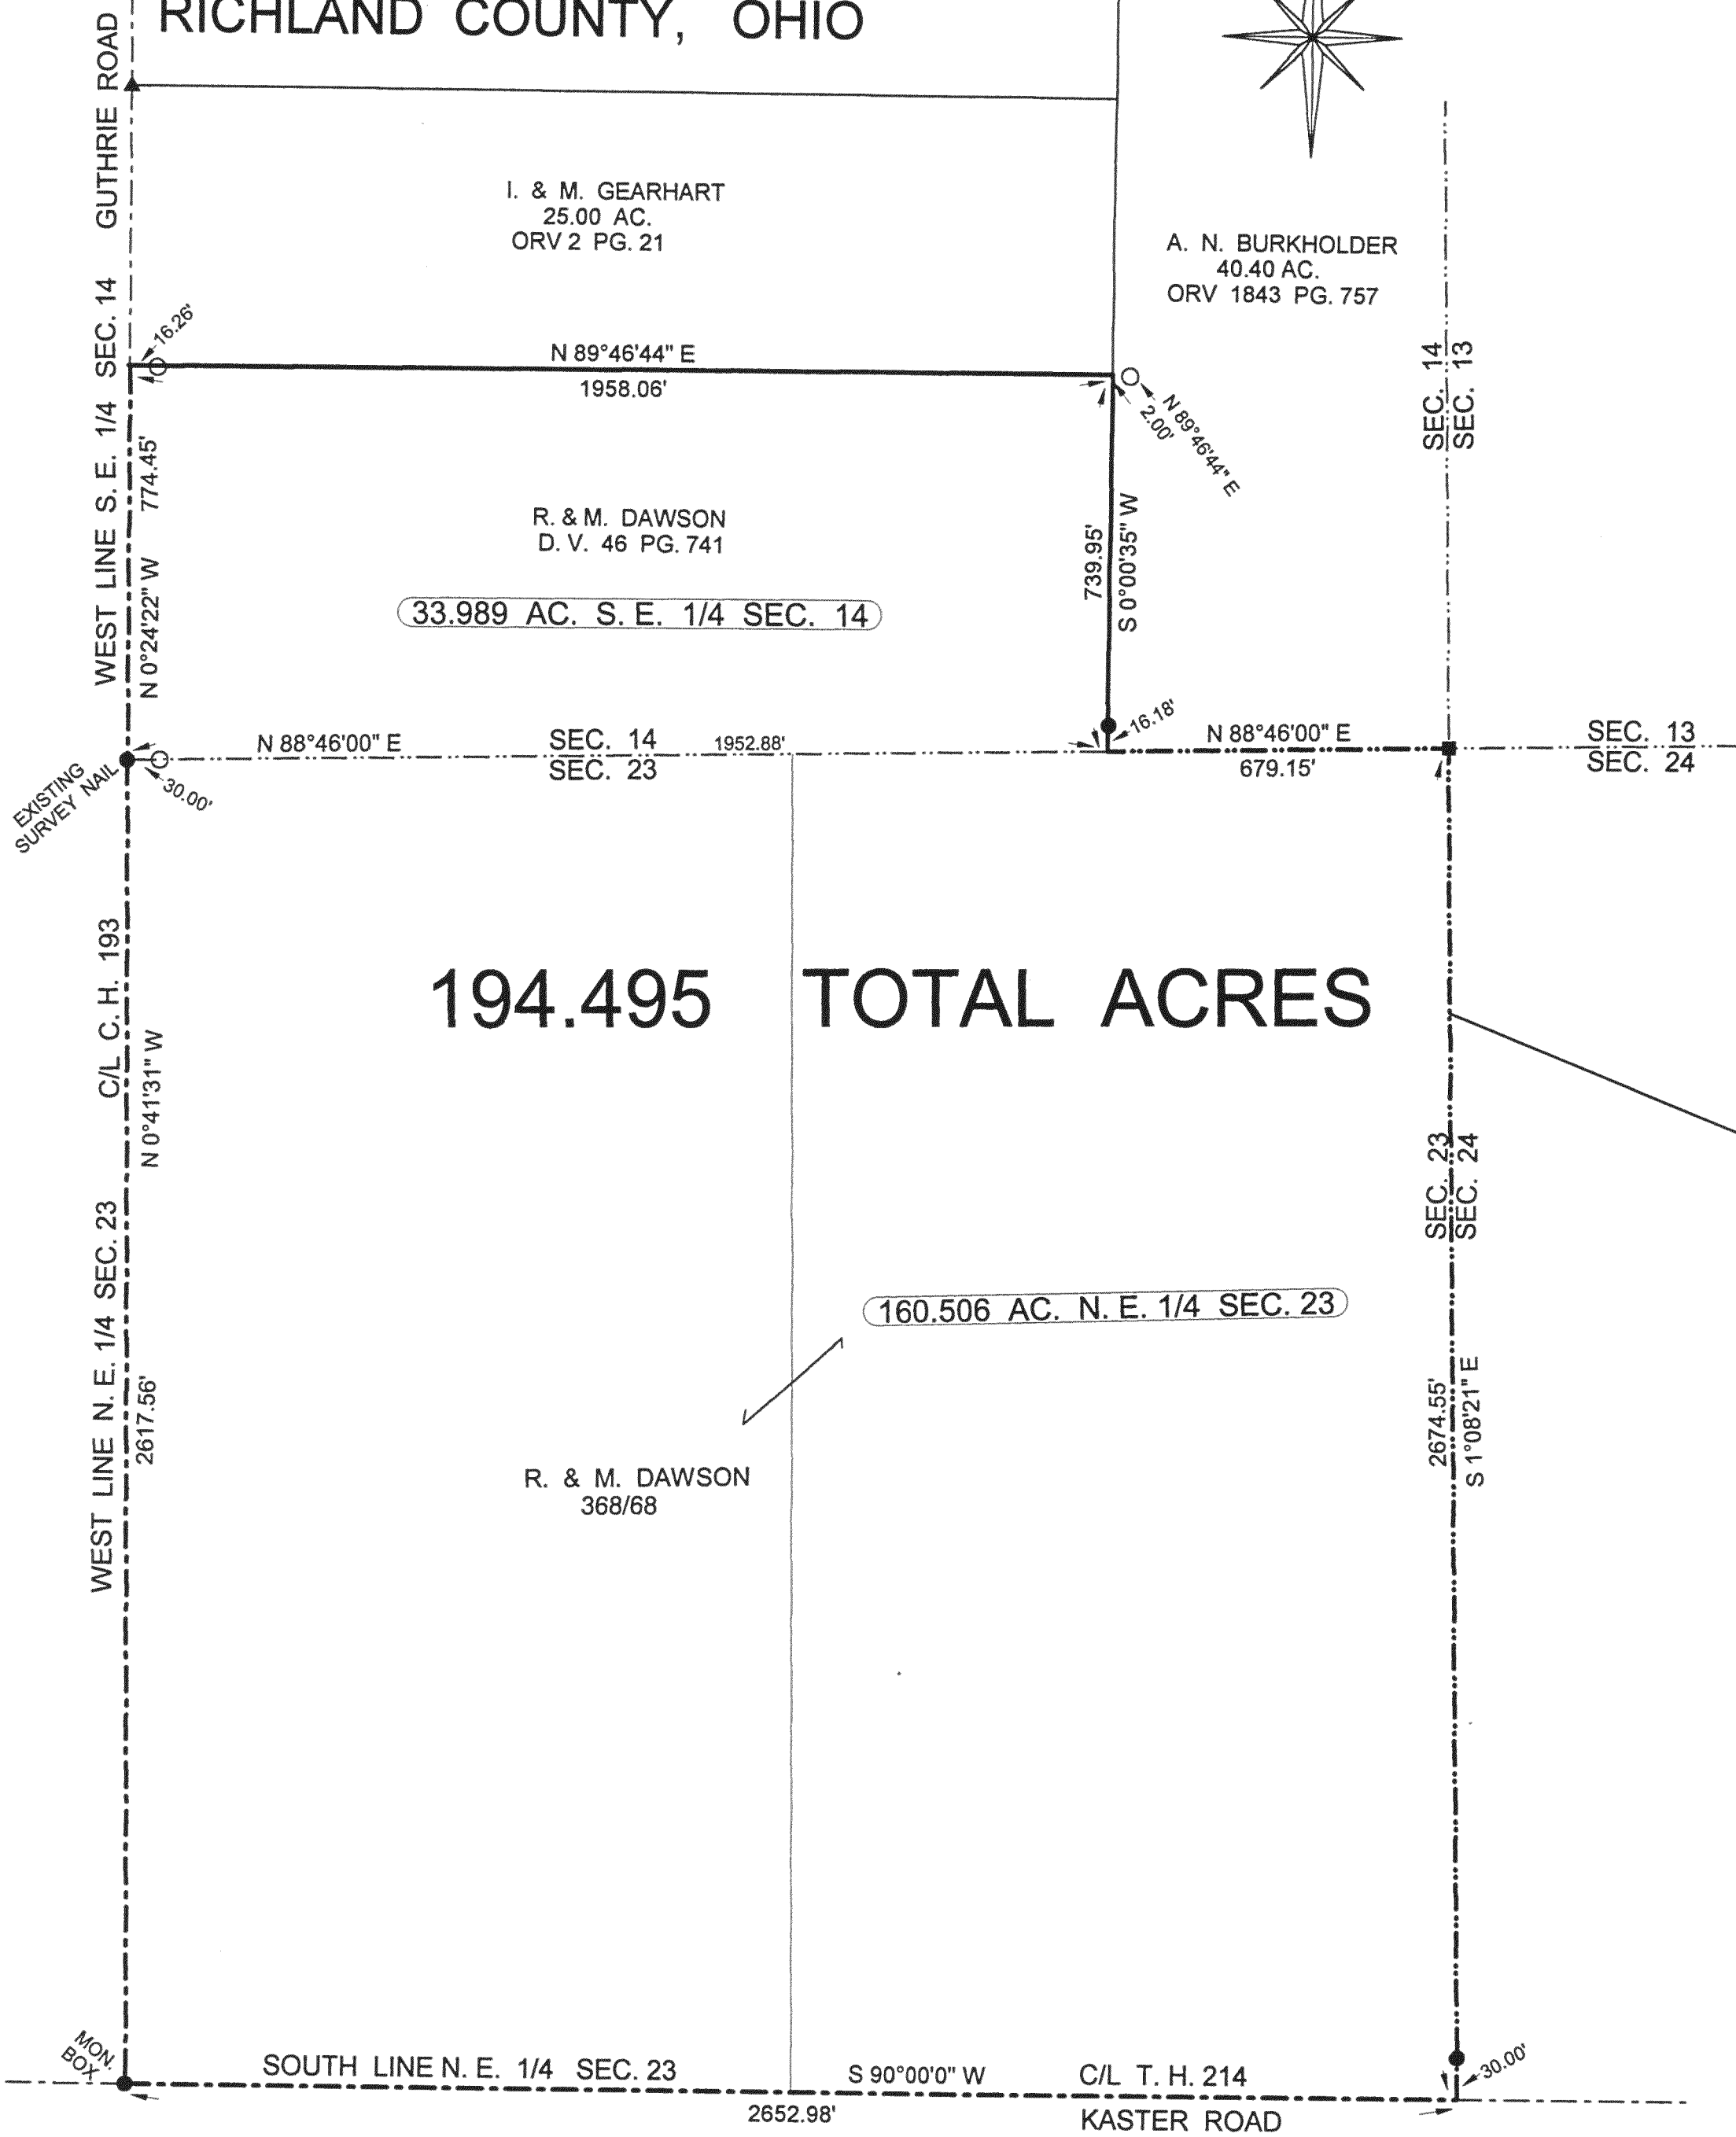 RICHLAND COUNTY, OHIO
GUTHRIE ROAD
I. & M. GEARHART
25.00 AC.
ORV 2 PG. 21
A. N. BURKHOLDER
40.40 AC.
ORV 1843 PG. 757
WEST LINE S. E. 1/4 SEC. 14
16.26'
N 89°46'44" E
1958.06'
N 89°46'44" E
2.00'
SEC. 14
SEC. 13
774.45'
N 0°24'22" W
R. & M. DAWSON
D. V. 46 PG. 741
33.989 AC. S. E. 1/4 SEC. 14
739.95'
S 0°00'35" W
16.18'
N 88°46'00" E
SEC. 14
1952.88'
SEC. 23
N 88°46'00" E
679.15'
SEC. 13
SEC. 24
EXISTING
SURVEY NAIL
30.00'
C/L C. H. 193
N 0°41'31" W
194.495 TOTAL ACRES
SEC. 23
SEC. 24
WEST LINE N. E. 1/4 SEC. 23
2617.56'
160.506 AC. N. E. 1/4 SEC. 23
2674.55'
S 1°08'21" E
R. & M. DAWSON
368/68
MON.
BOX
SOUTH LINE N. E. 1/4 SEC. 23
S 90°00'0" W
C/L T. H. 214
30.00'
2652.98'
KASTER ROAD